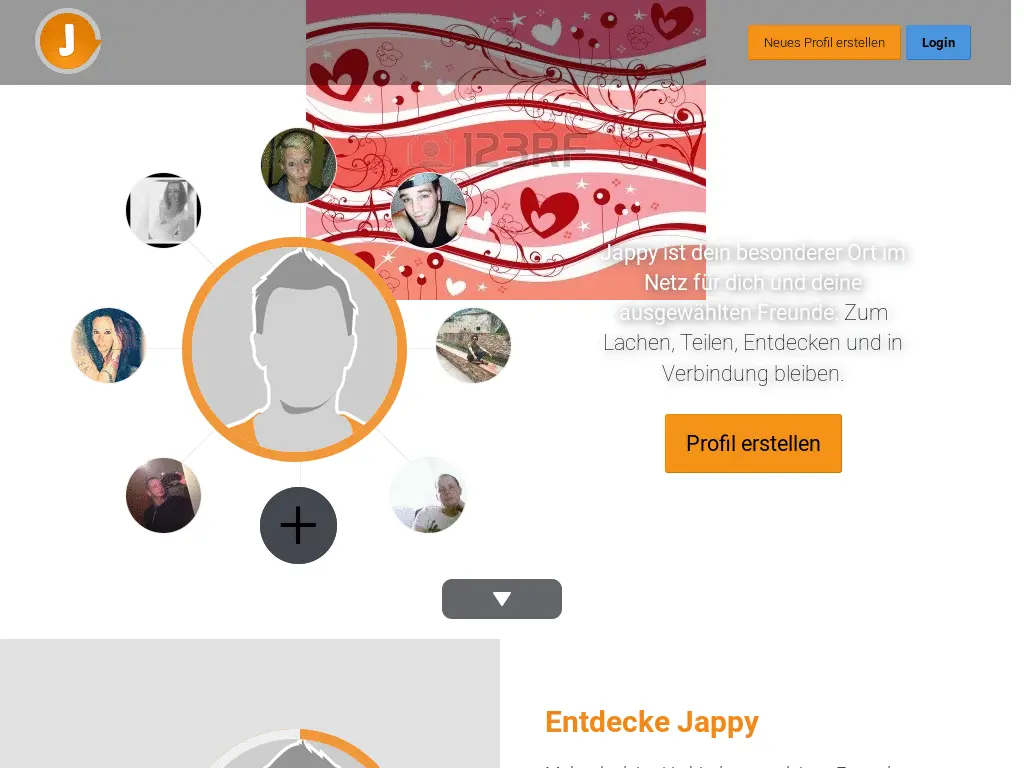 J
Neues Profil erstellen
Login
123RF
Jappy ist dein besonderer Ort im
Netz für dich und deine
ausgewählten Freunde. Zum
Lachen, Teilen, Entdecken und in
Verbindung bleiben.
Profil erstellen
Entdecke Jappy